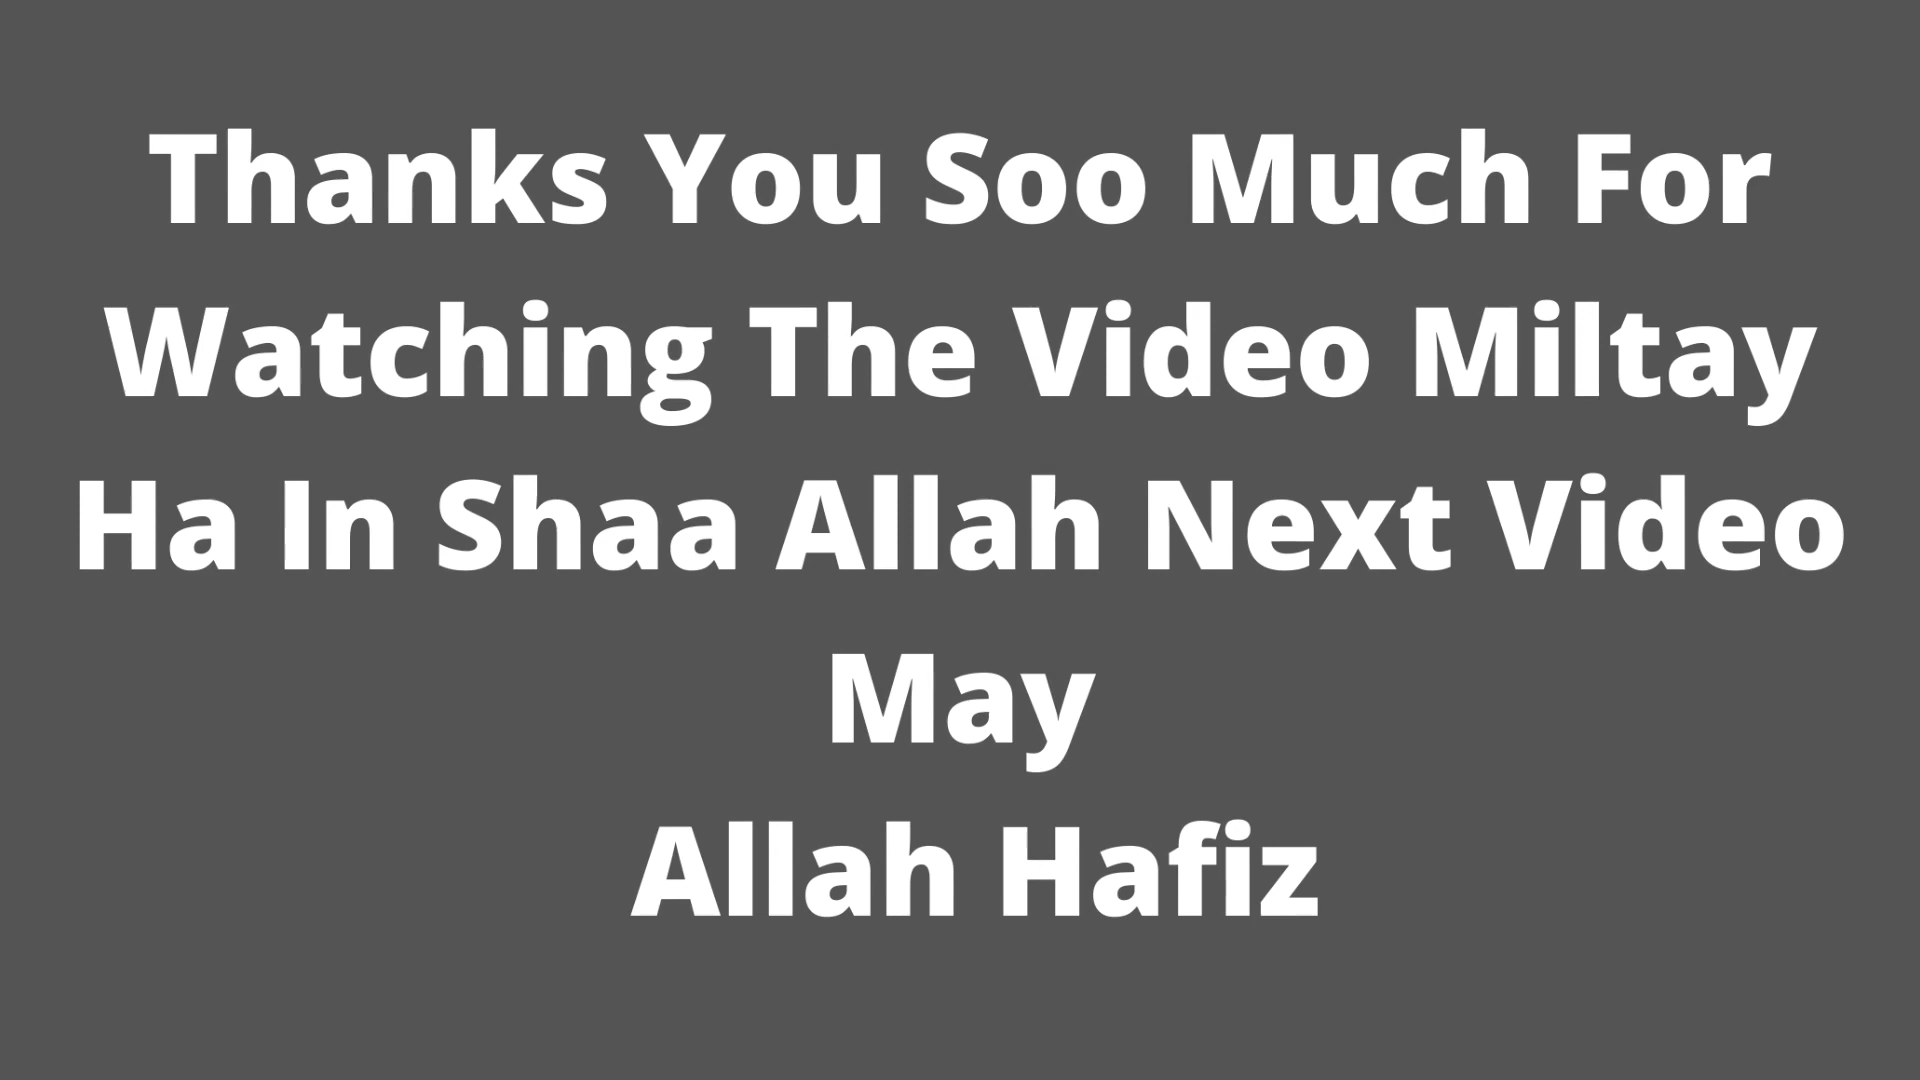 Thanks You Soo Much For
Watching The Video Miltay
Ha In Shaa Allah Next Video
May
Allah Hafiz